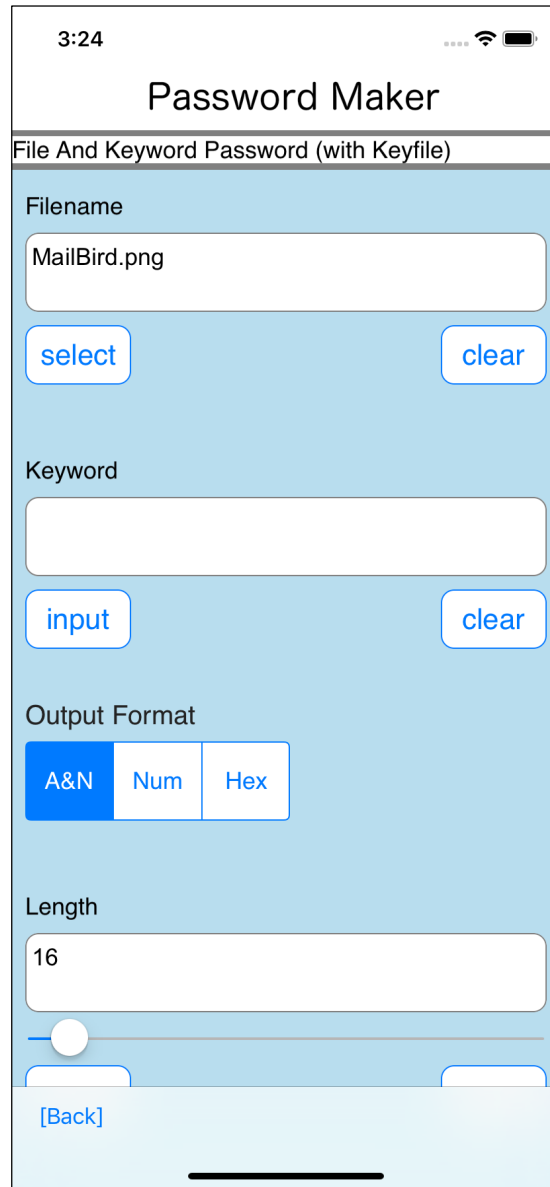 3:24
Password Maker
File And Keyword Password (with Keyfile)
Filename
MailBird.png
select clear
Keyword
input clear
Output Format
A&N Num Hex
Length
16
[Back]